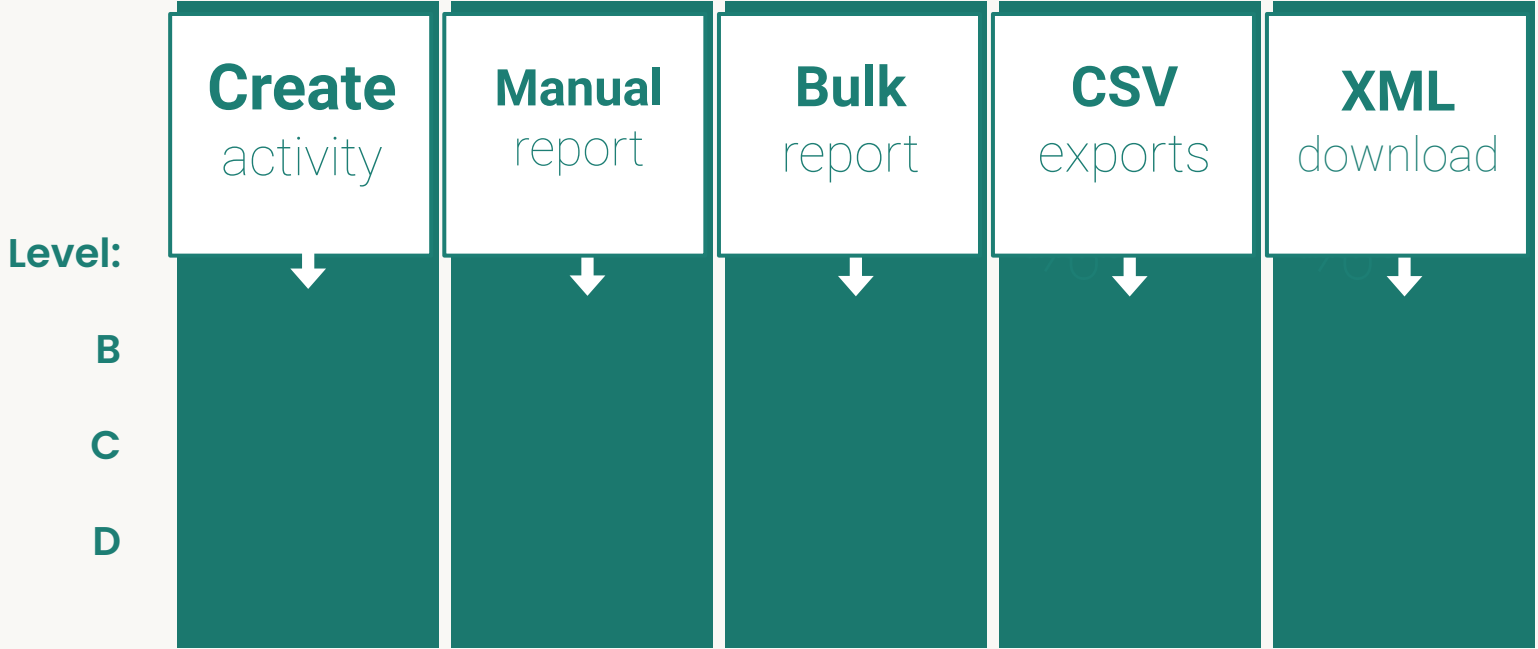 Create
activity
Manual
report
Bulk
report
CSV
exports
XML
download
Level:
B
C
D